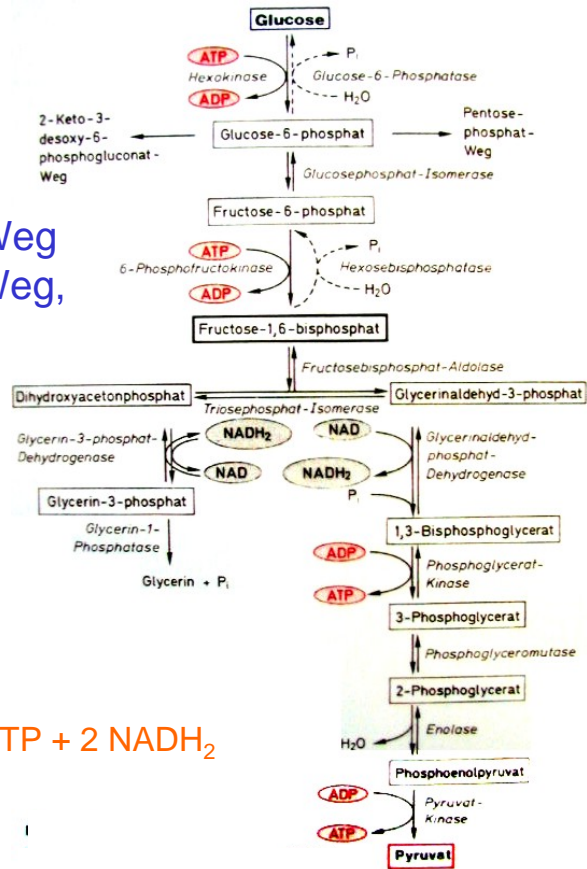 Glucose
ATP
Pi
Hexokinase
Glucose-6-Phosphatase
ADP
H2O
2-Keto-3-
desoxy-6-
phosphogluconat-
Weg
Glucose-6-phosphat
Pentose-
phosphat-
Weg
Glucosephosphat-Isomerase
Fructose-6-phosphat
Weg
Weg,
ATP
Pi
6-Phosphofructokinase
Hexosebisphosphatase
ADP
H2O
Fructose-1,6-bisphosphat
Fructosebisphosphat-Aldolase
Dihydroxyacetonphosphat
Glycerinaldehyd-3-phosphat
Triosephosphat-Isomerase
Glycerin-3-phosphat-
Dehydrogenase
NADH2
NAD
NAD
NADH2
Glycerinaldehyd-
phosphat-
Dehydrogenase
Pi
Glycerin-3-phosphat
Glycerin-1-
Phosphatase
Glycerin + Pi
1,3-Bisphosphoglycerat
ADP
Phosphoglycerat-
Kinase
ATP
3-Phosphoglycerat
Phosphoglyceromutase
2-Phosphoglycerat
TP + 2 NADH2
Enolase
H2O
Phosphoenolpyruvat
ADP
Pyruvat-
Kinase
ATP
Pyruvat